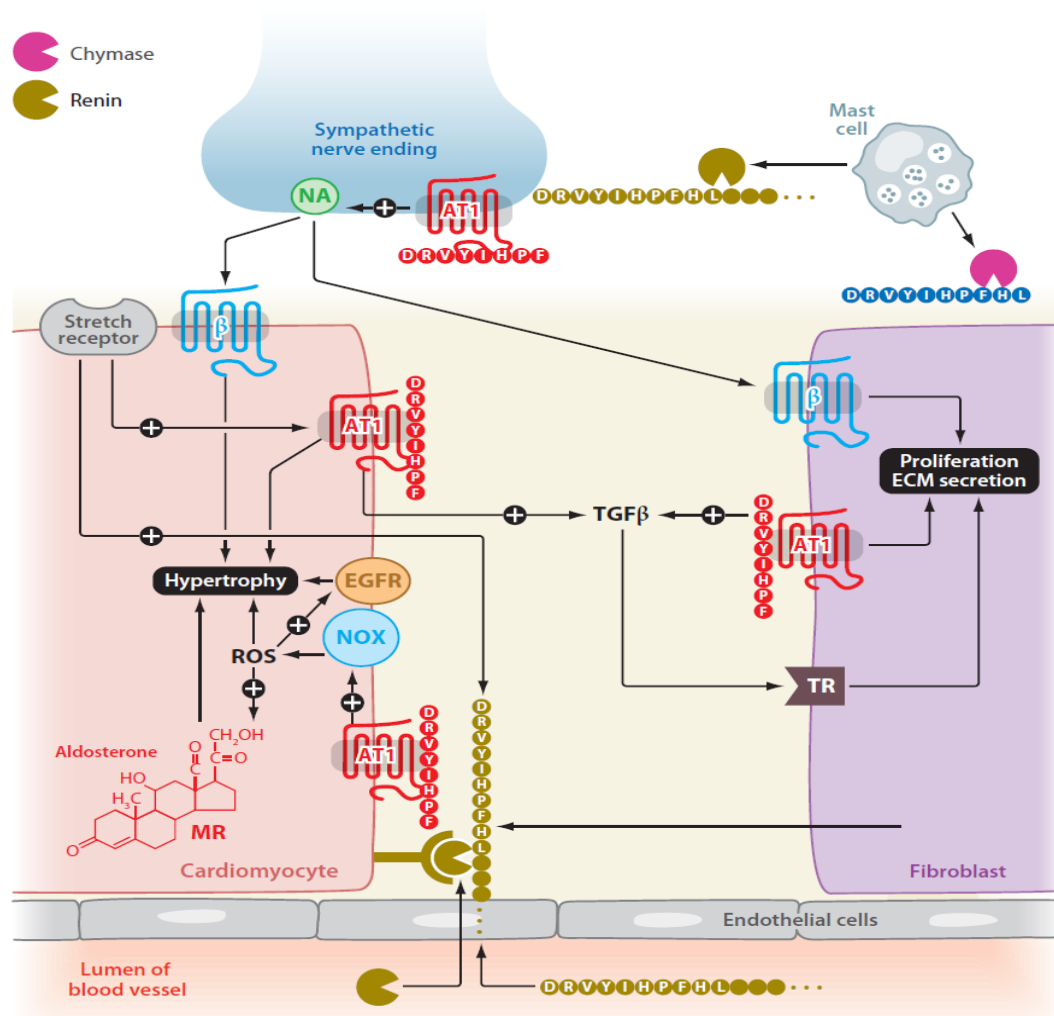 Chymase
Renin
Sympathetic
nerve ending
Mast
cell
NA
AT1
DRVYIHPFHL
DRVYIHPF
DRVYIHPFHL
Stretch
receptor
β
AT1
DRVYIHPF
β
Proliferation
ECM secretion
TGFβ
DRVYIHPF
AT1
Hypertrophy
EGFR
NOX
ROS
TR
Aldosterone
CH2OH
O
C=O
C
HO
H3C
O
MR
AT1
DRVYIHPF
DRVYIHPFHL
Cardiomyocyte
Fibroblast
Endothelial cells
Lumen of
blood vessel
DRVYIHPFHL